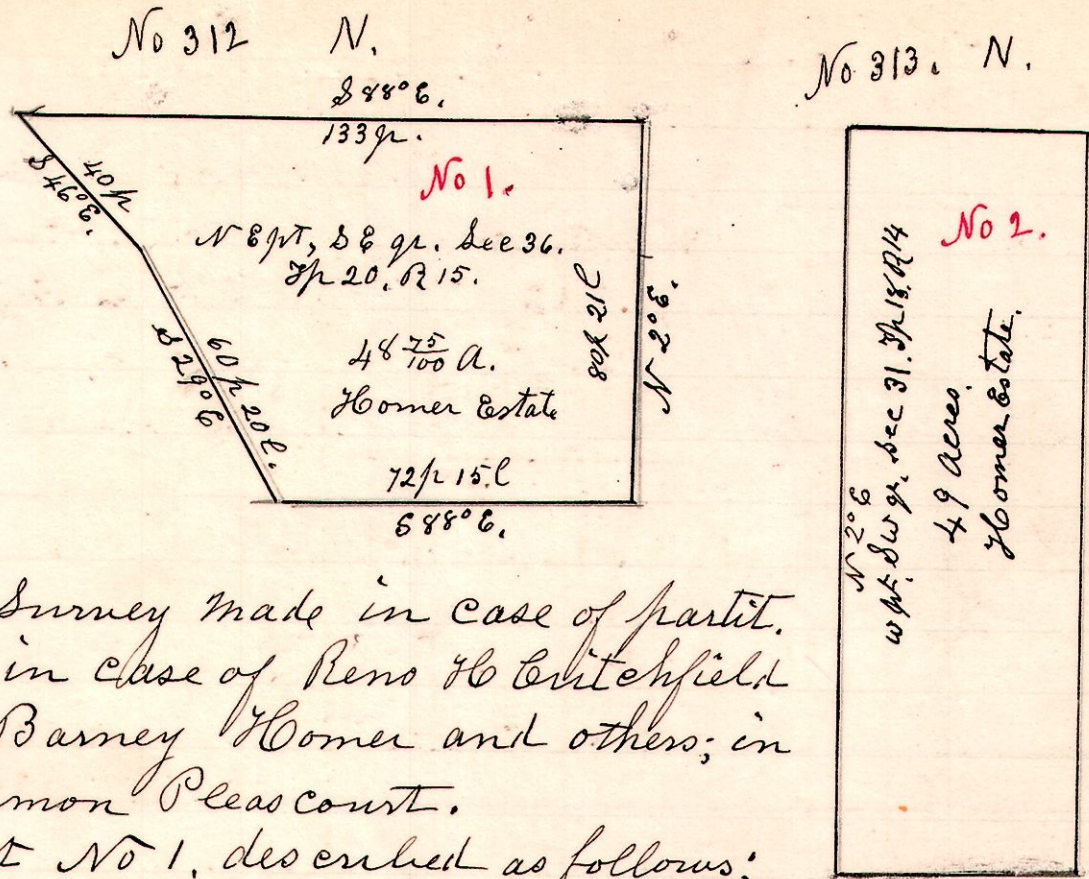 No 312 N.
S 88° E.
133 p.
S 49° E.
40 p
No 1.
N E pt, S E qr. Sec 36.
Tp 20, R 15.
48 75/100 A.
Homer Estate
80p 21l
N 2° E.
S 29° E
60 p 20 l.
72 p 15. l
S 88° E.
No 313. N.
No 2.
N 2° E
W pt. SW qr. Sec 31. Tp 18. R 14
49 acres.
Homer Estate.
Survey made in case of partit.
in case of Reno H Critchfield
Barney Homer and others; in
mon Pleas court.
t No 1, described as follows: